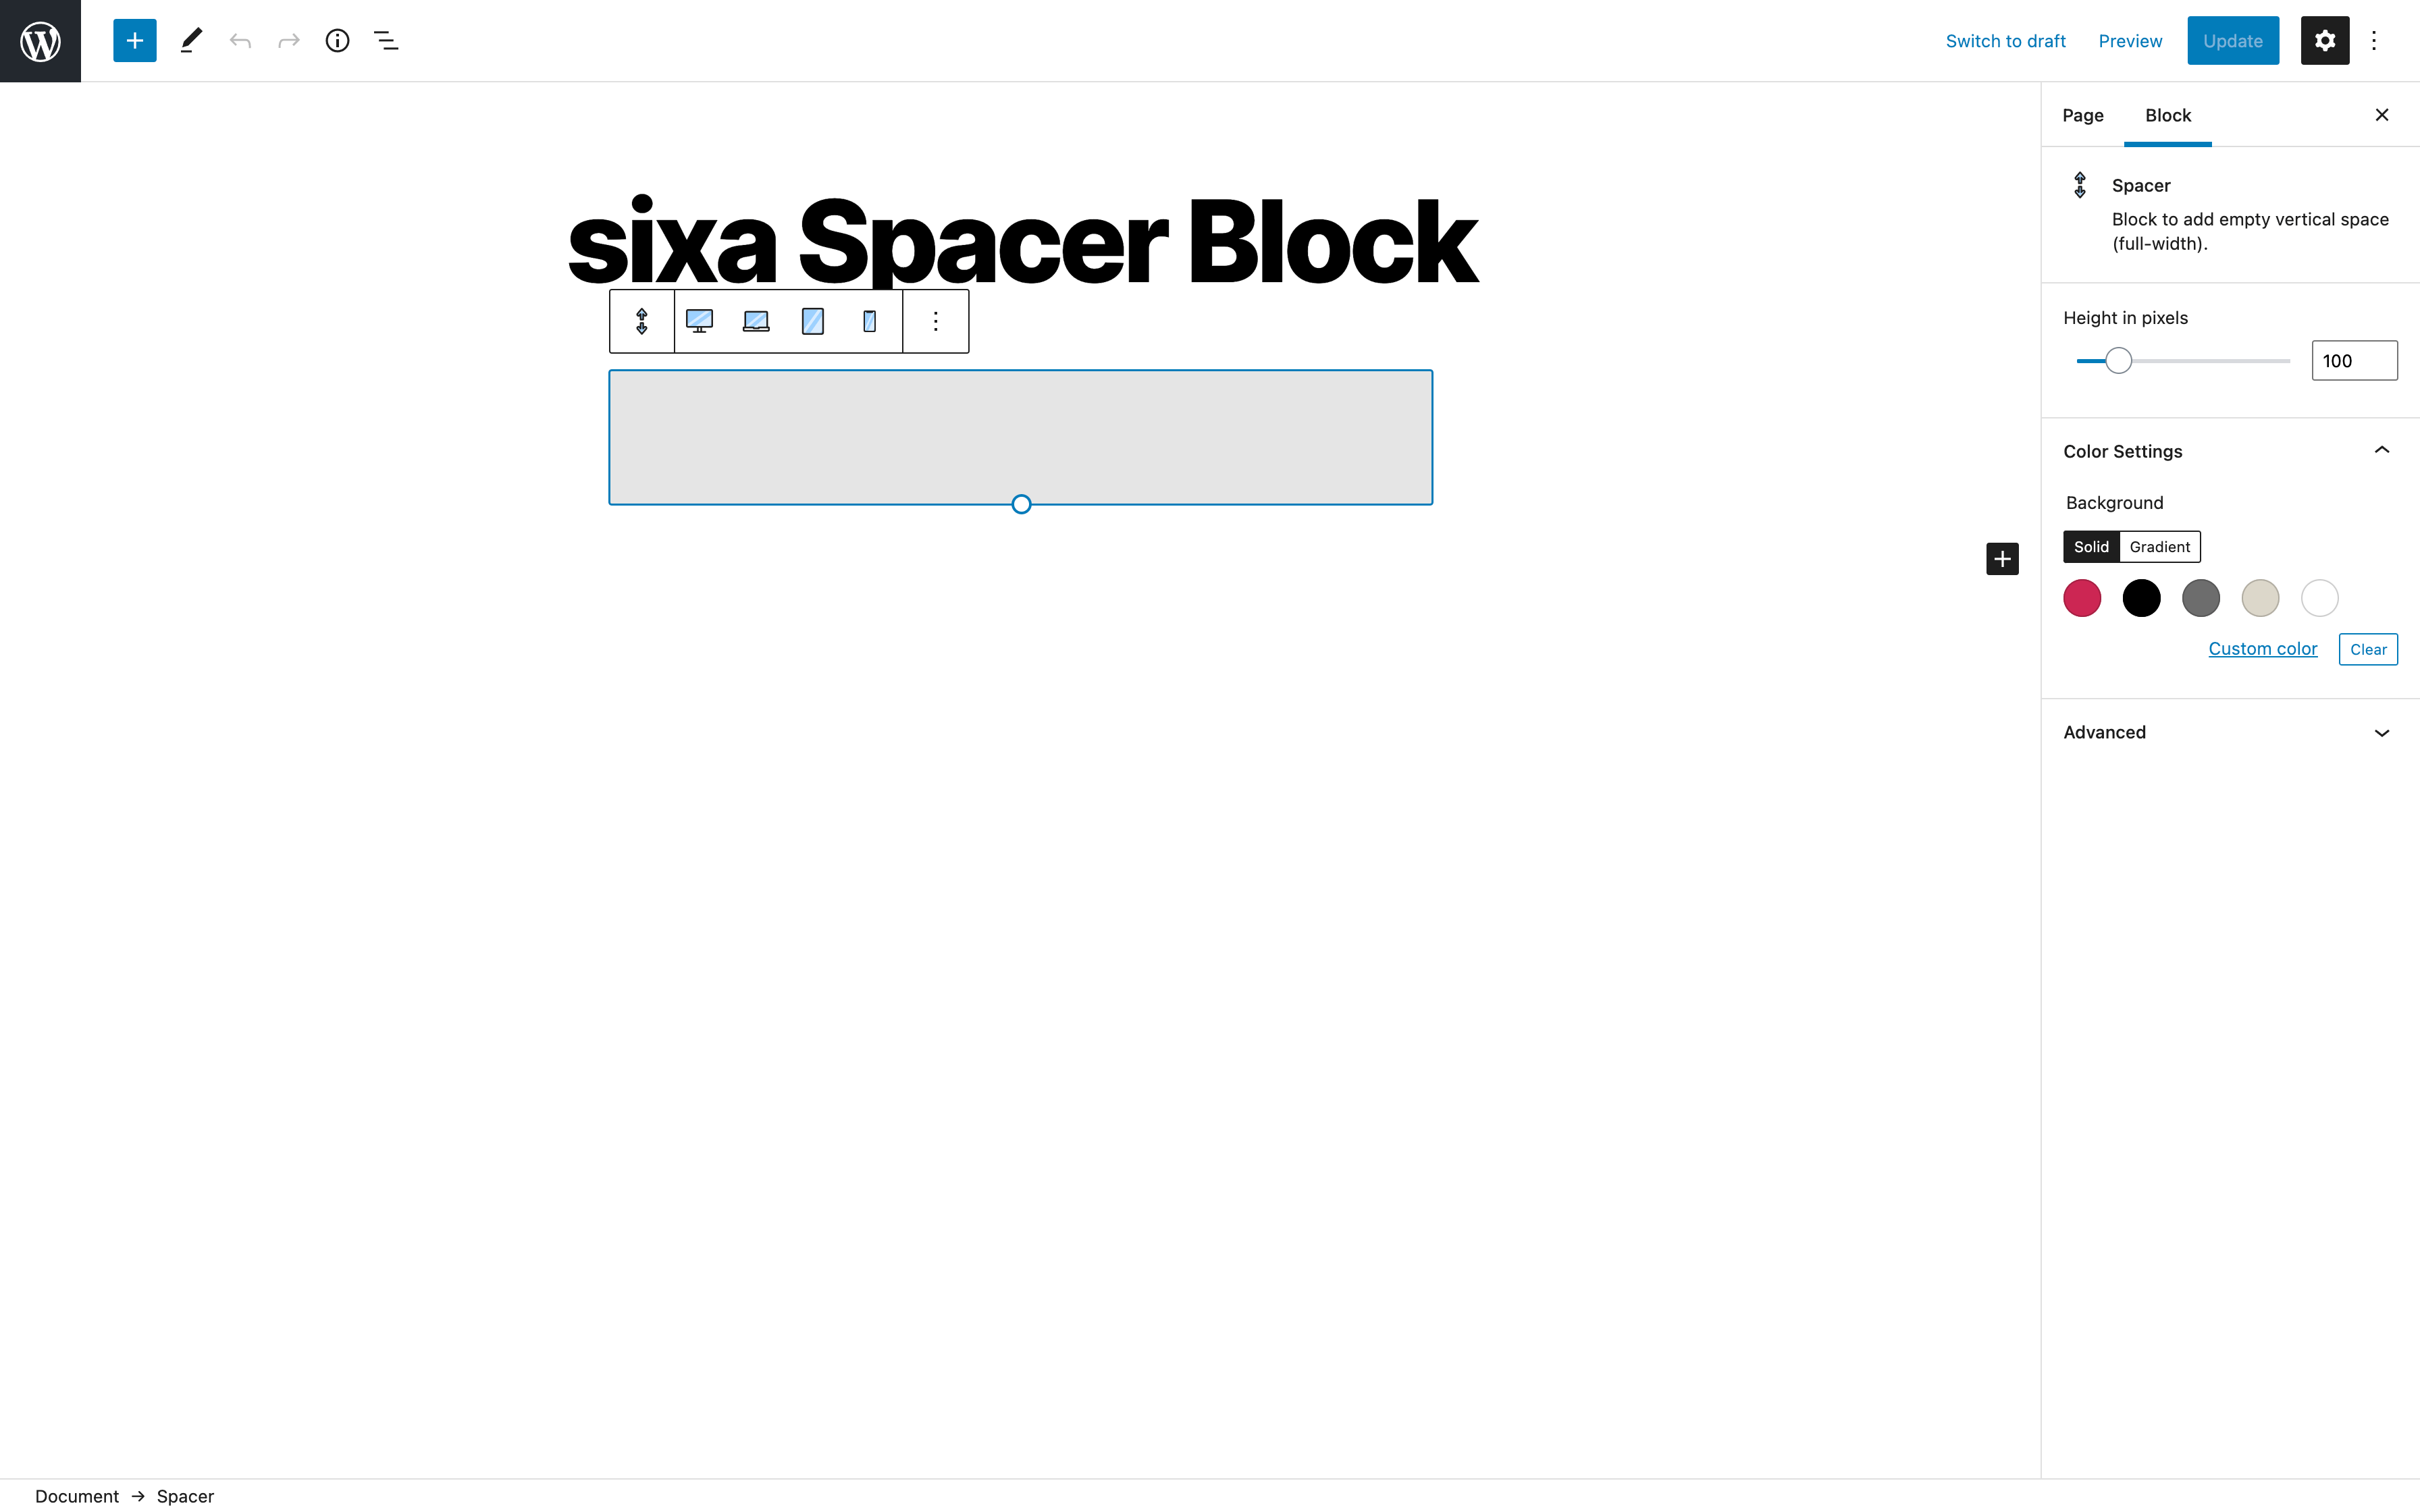 Switch to draft Preview Update
Page Block
sixa Spacer Block
Spacer
Block to add empty vertical space
(full-width).
Height in pixels
100
Color Settings
Background
Solid Gradient
Custom color Clear
Advanced
Document → Spacer